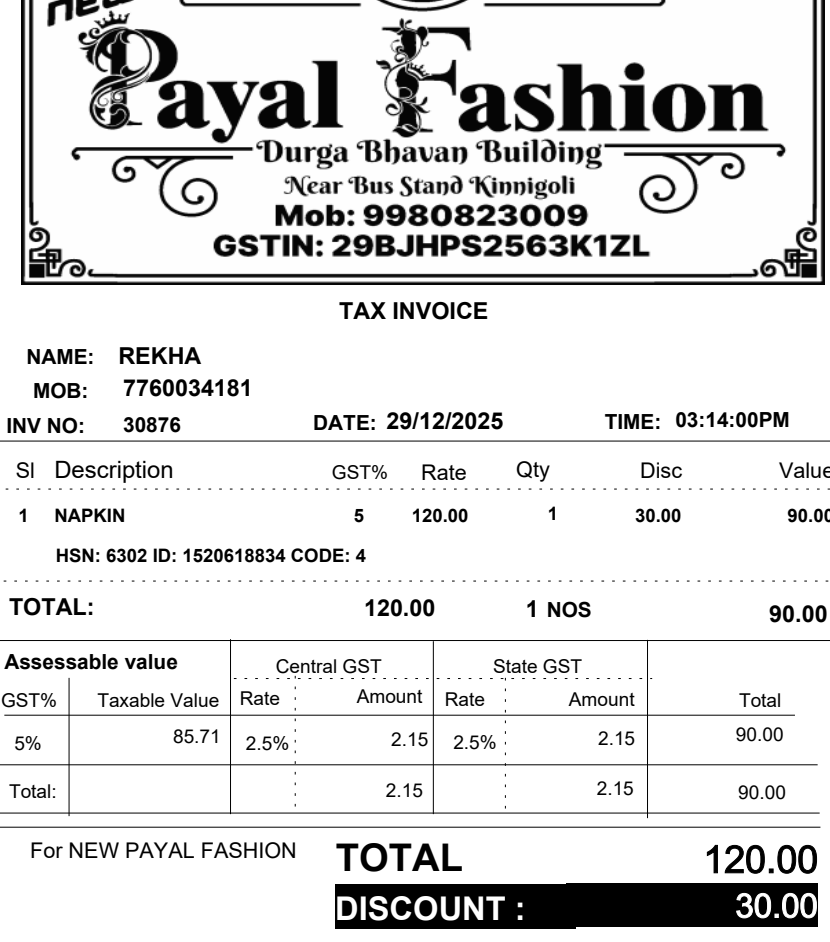 new
Payal Fashion
Durga Bhavan Building
Near Bus Stand Kinnigoli
Mob: 9980823009
GSTIN: 29BJHPS2563K1ZL
TAX INVOICE
NAME: REKHA
MOB: 7760034181
INV NO: 30876 DATE: 29/12/2025 TIME: 03:14:00PM
Sl Description GST% Rate Qty Disc Value
1 NAPKIN 5 120.00 1 30.00 90.00
HSN: 6302 ID: 1520618834 CODE: 4
TOTAL: 120.00 1 NOS 90.00
Assessable value Central GST State GST
GST% Taxable Value Rate Amount Rate Amount Total
5% 85.71 2.5% 2.15 2.5% 2.15 90.00
Total: 2.15 2.15 90.00
For NEW PAYAL FASHION TOTAL 120.00
DISCOUNT : 30.00